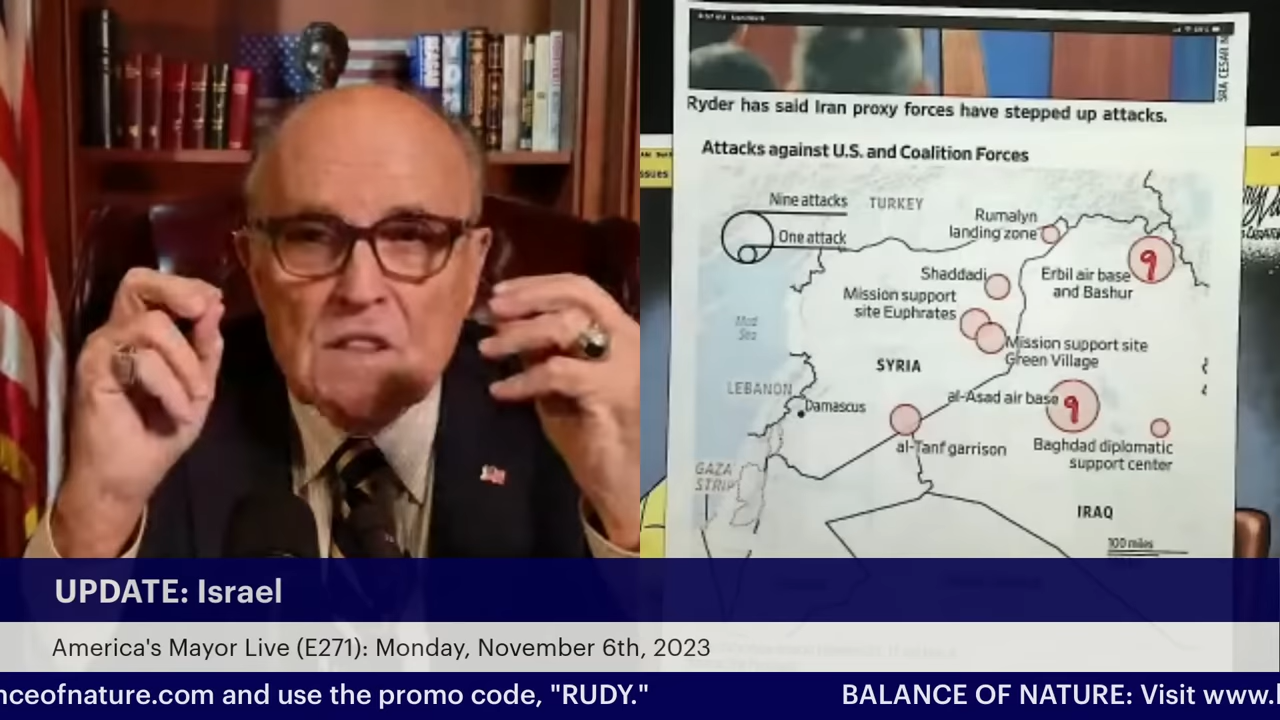 Ryder has said Iran proxy forces have stepped up attacks.
Attacks against U.S. and Coalition Forces
Nine attacks
One attack
TURKEY
Rumalyn
landing zone
Erbil air base
and Bashur
9
Shaddadi
Mission support
site Euphrates
Mission support site
Green Village
Med
Sea
SYRIA
LEBANON
Damascus
al-Asad air base
9
al-Tanf garrison
Baghdad diplomatic
support center
GAZA
STRIP
IRAQ
100 miles
UPDATE: Israel
America's Mayor Live (E271): Monday, November 6th, 2023
nceofnature.com and use the promo code, "RUDY."
BALANCE OF NATURE: Visit www.